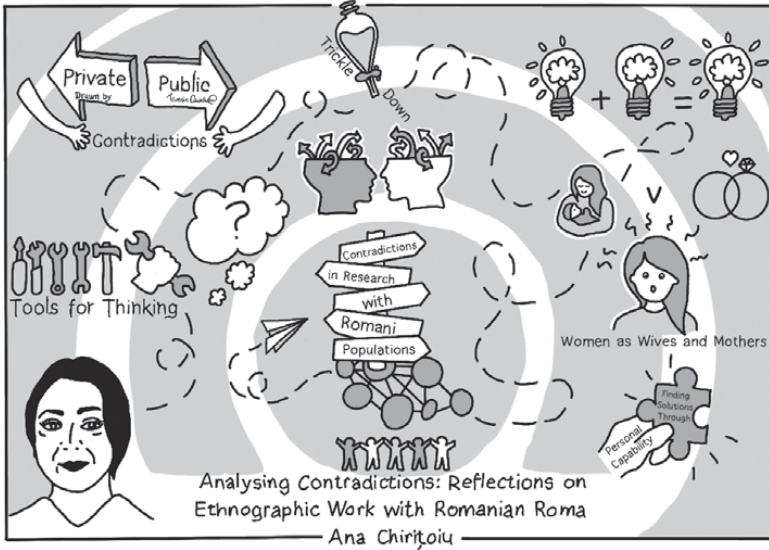 Private
Drawn by
Public
Contradictions
Trickle
Down
+
=
?
V
Tools for Thinking
Contradictions
in Research
with
Romani
Populations
Women as Wives and Mothers
Finding
Solutions
Through
Personal
Capability
Analysing Contradictions: Reflections on
Ethnographic Work with Romanian Roma
Ana Chirițoiu